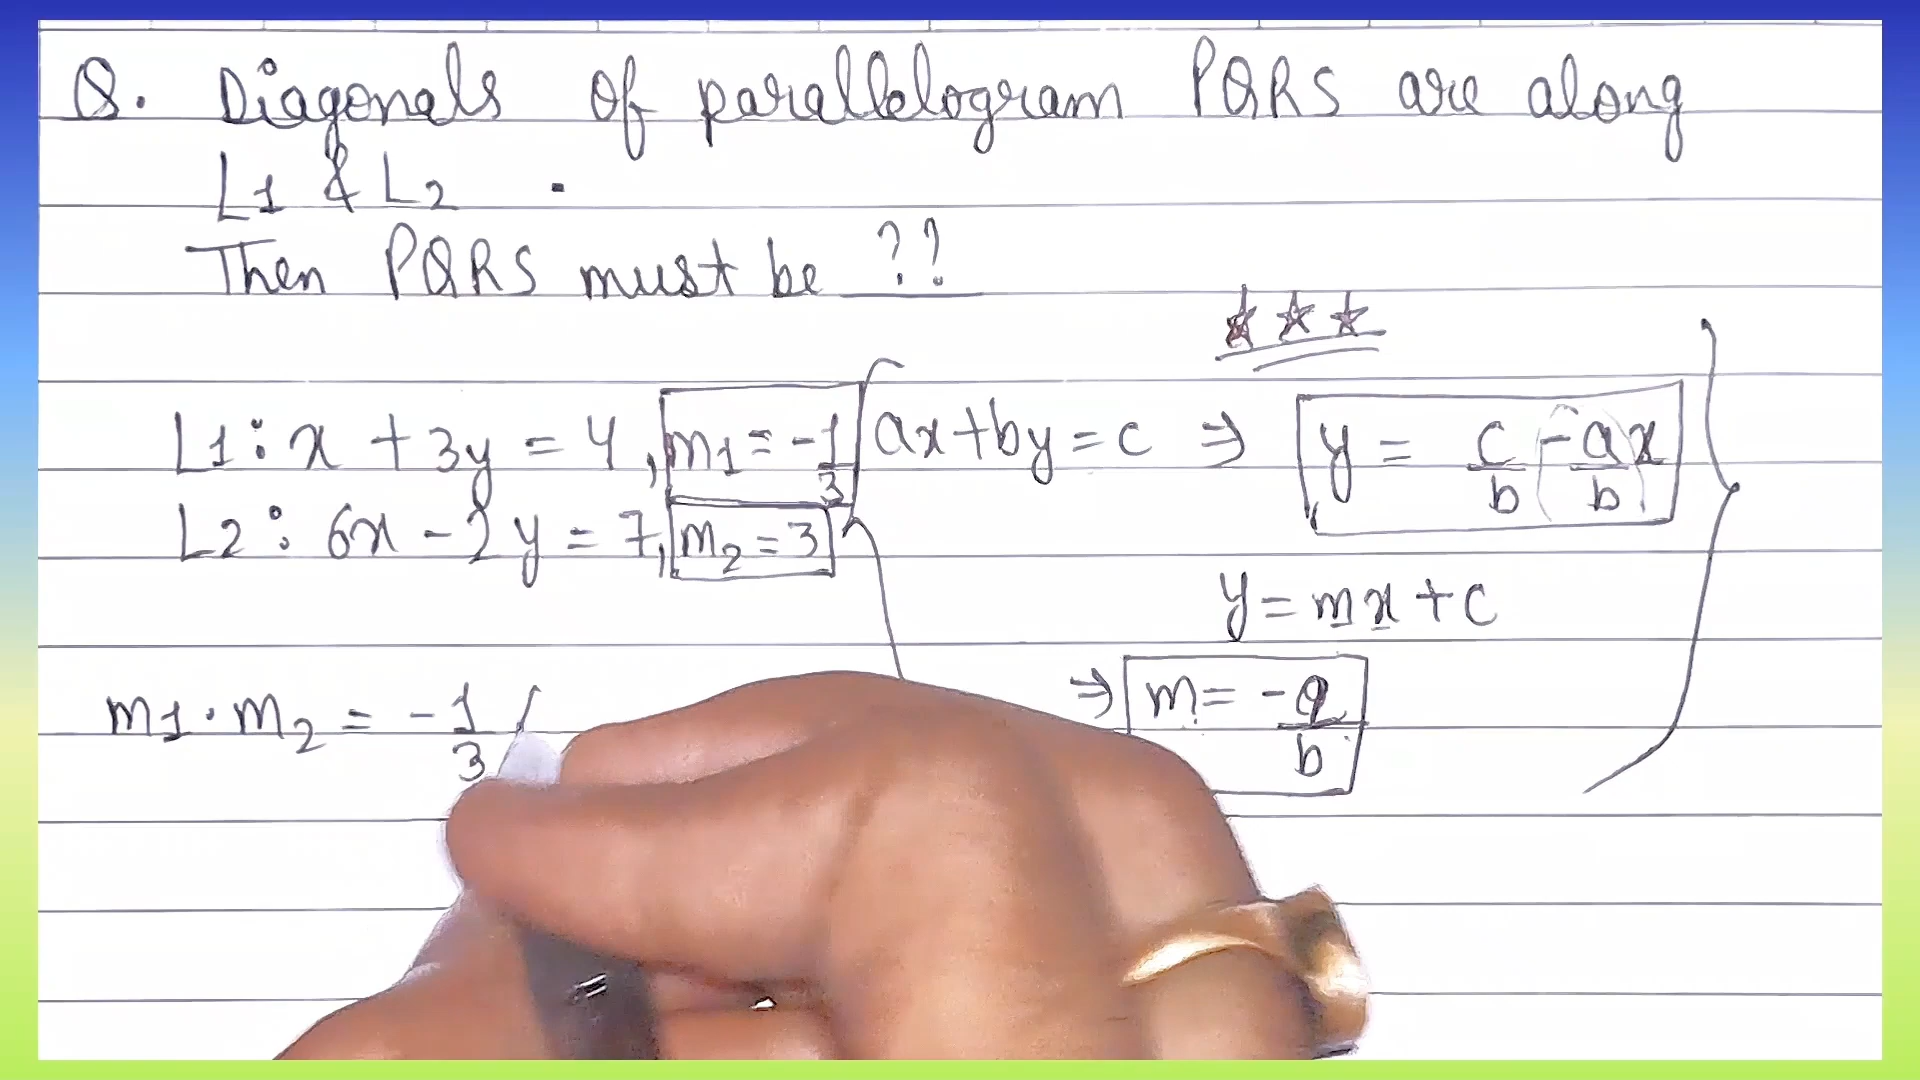 Q. Diagonals of parallelogram PQRS are along
L1 & L2 .
Then PQRS must be ??
L1: x + 3y = 4, m1 = -1/3
L2: 6x - 2y = 7, m2 = 3
ax+by=c ⇒ y = c/b - a/b x
y = mx + c
⇒ m = -a/b
m1 · m2 = -1/3 (